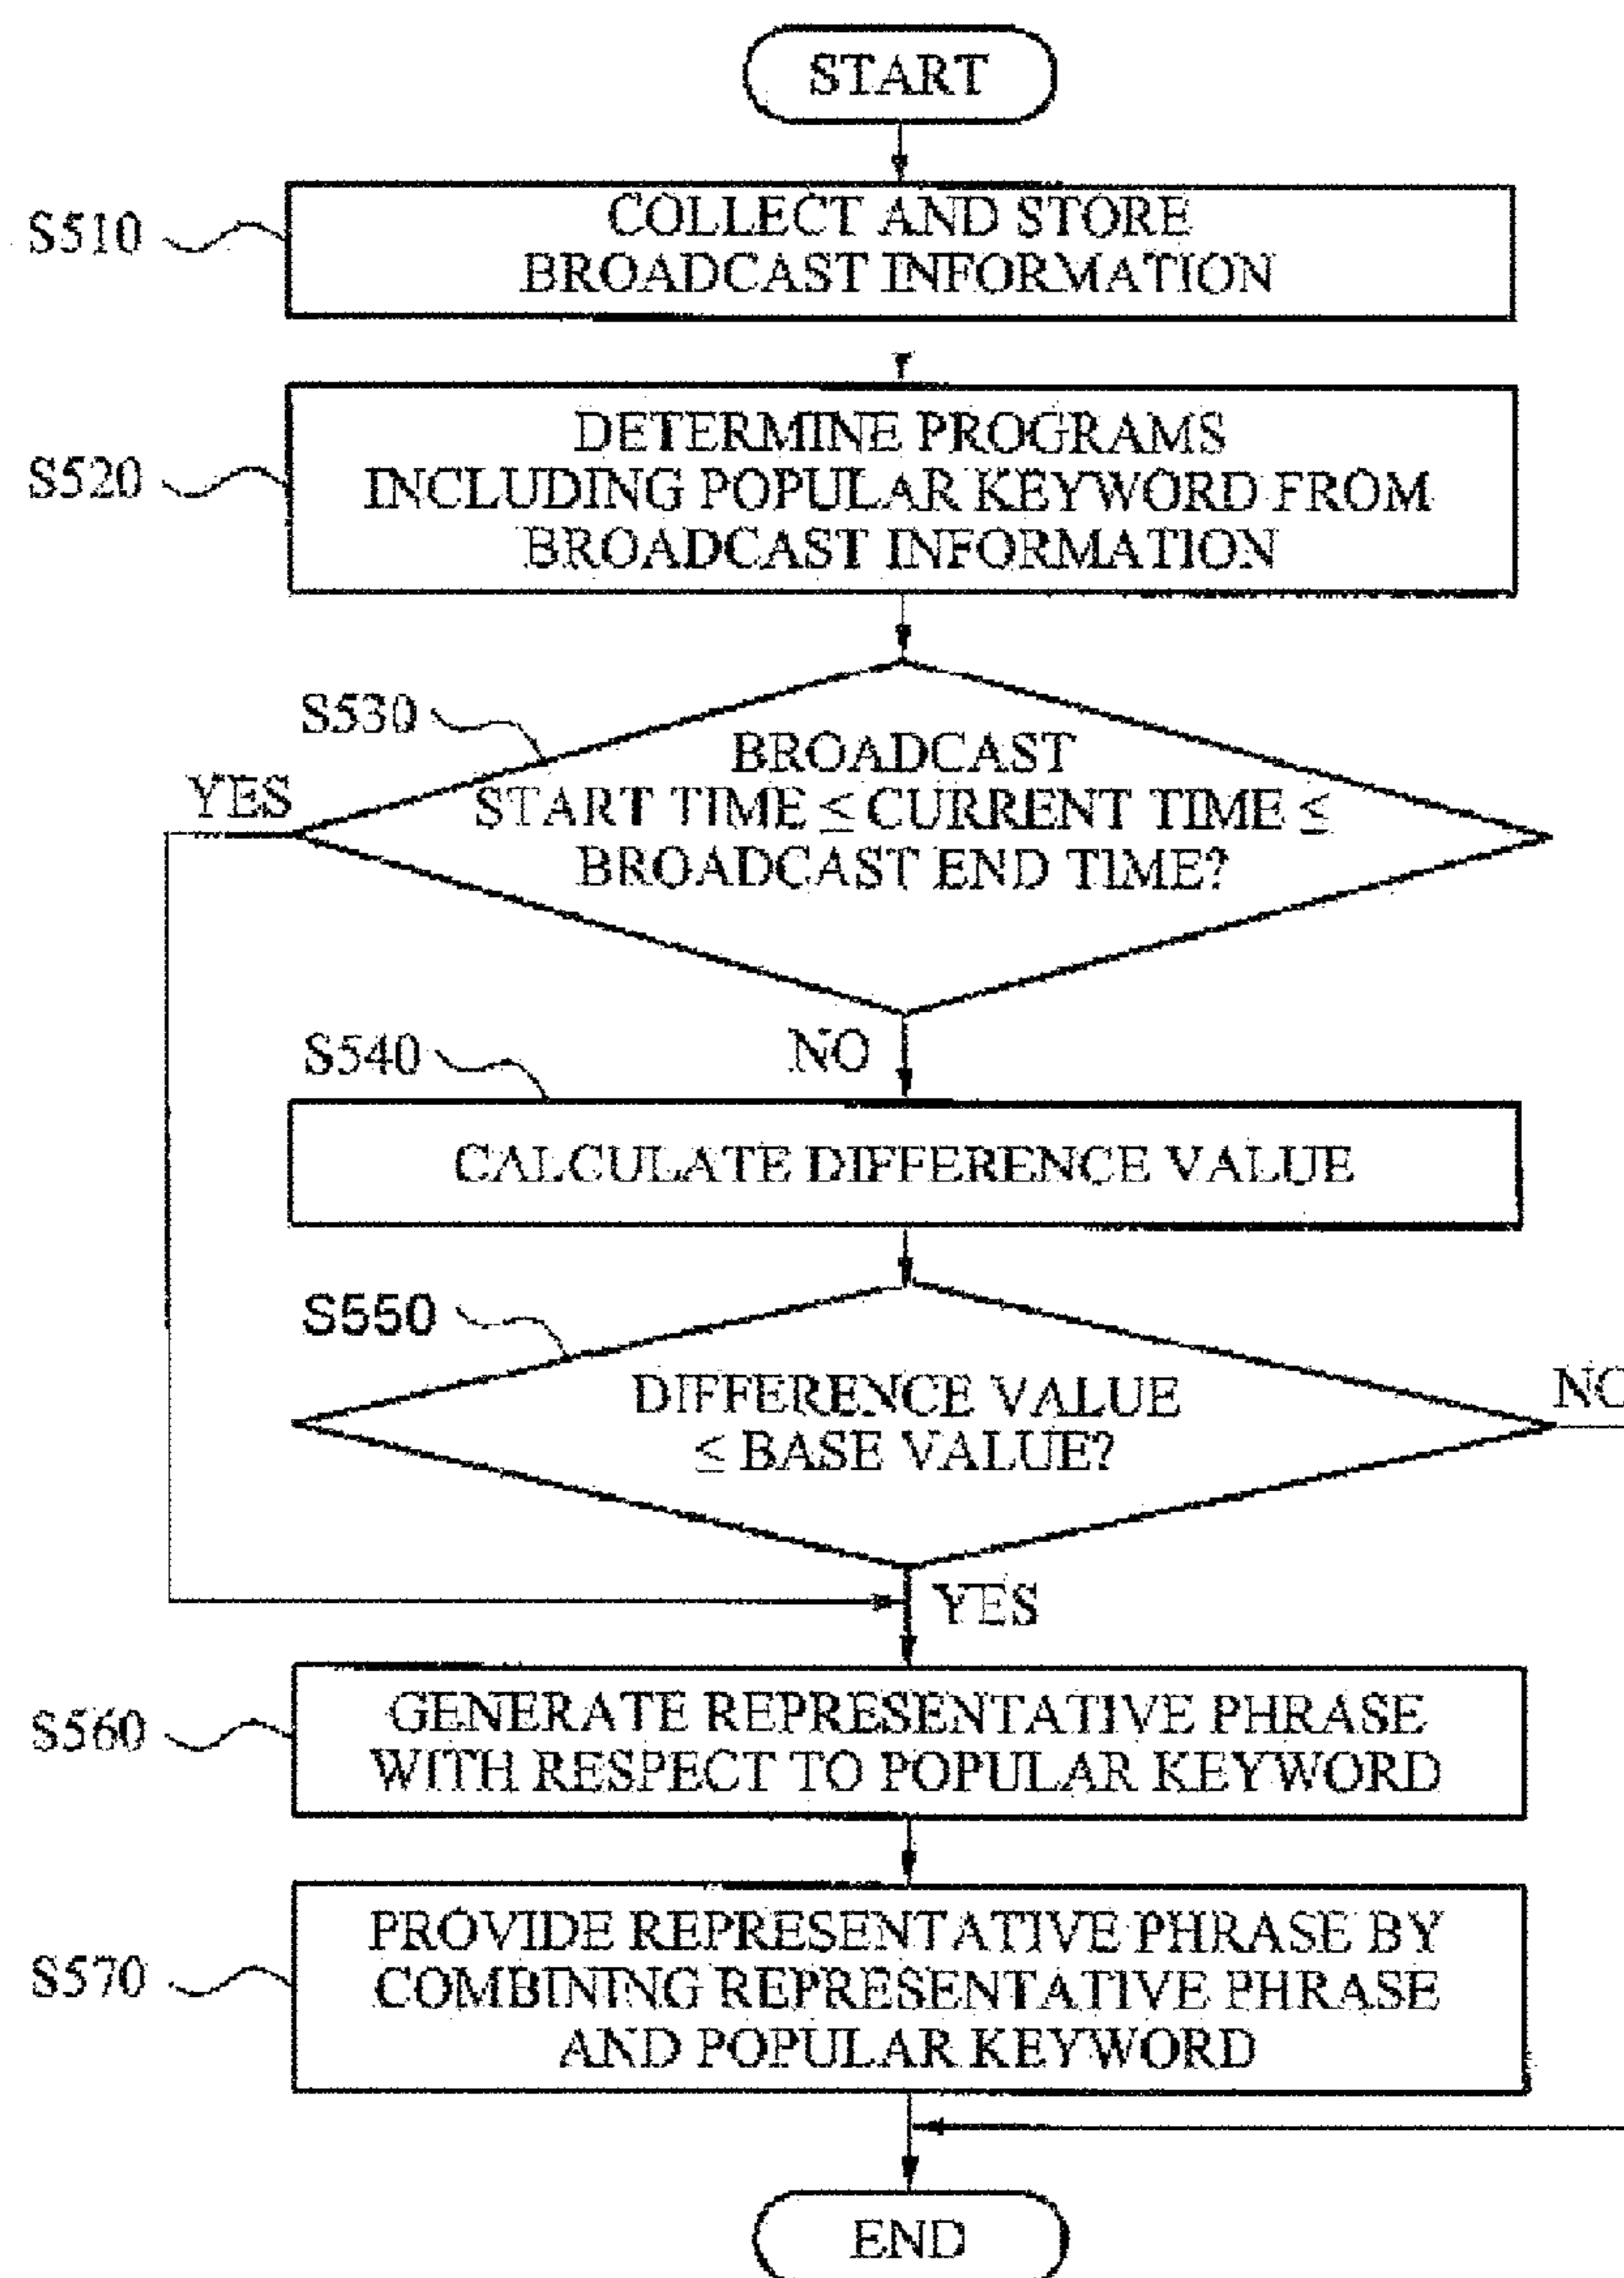 START
S510
COLLECT AND STORE
BROADCAST INFORMATION
S520
DETERMINE PROGRAMS
INCLUDING POPULAR KEYWORD FROM
BROADCAST INFORMATION
S530
YES
BROADCAST
START TIME ≤ CURRENT TIME ≤
BROADCAST END TIME?
NO
S540
CALCULATE DIFFERENCE VALUE
S550
DIFFERENCE VALUE
≤ BASE VALUE?
NO
YES
S560
GENERATE REPRESENTATIVE PHRASE
WITH RESPECT TO POPULAR KEYWORD
S570
PROVIDE REPRESENTATIVE PHRASE BY
COMBINING REPRESENTATIVE PHRASE
AND POPULAR KEYWORD
END